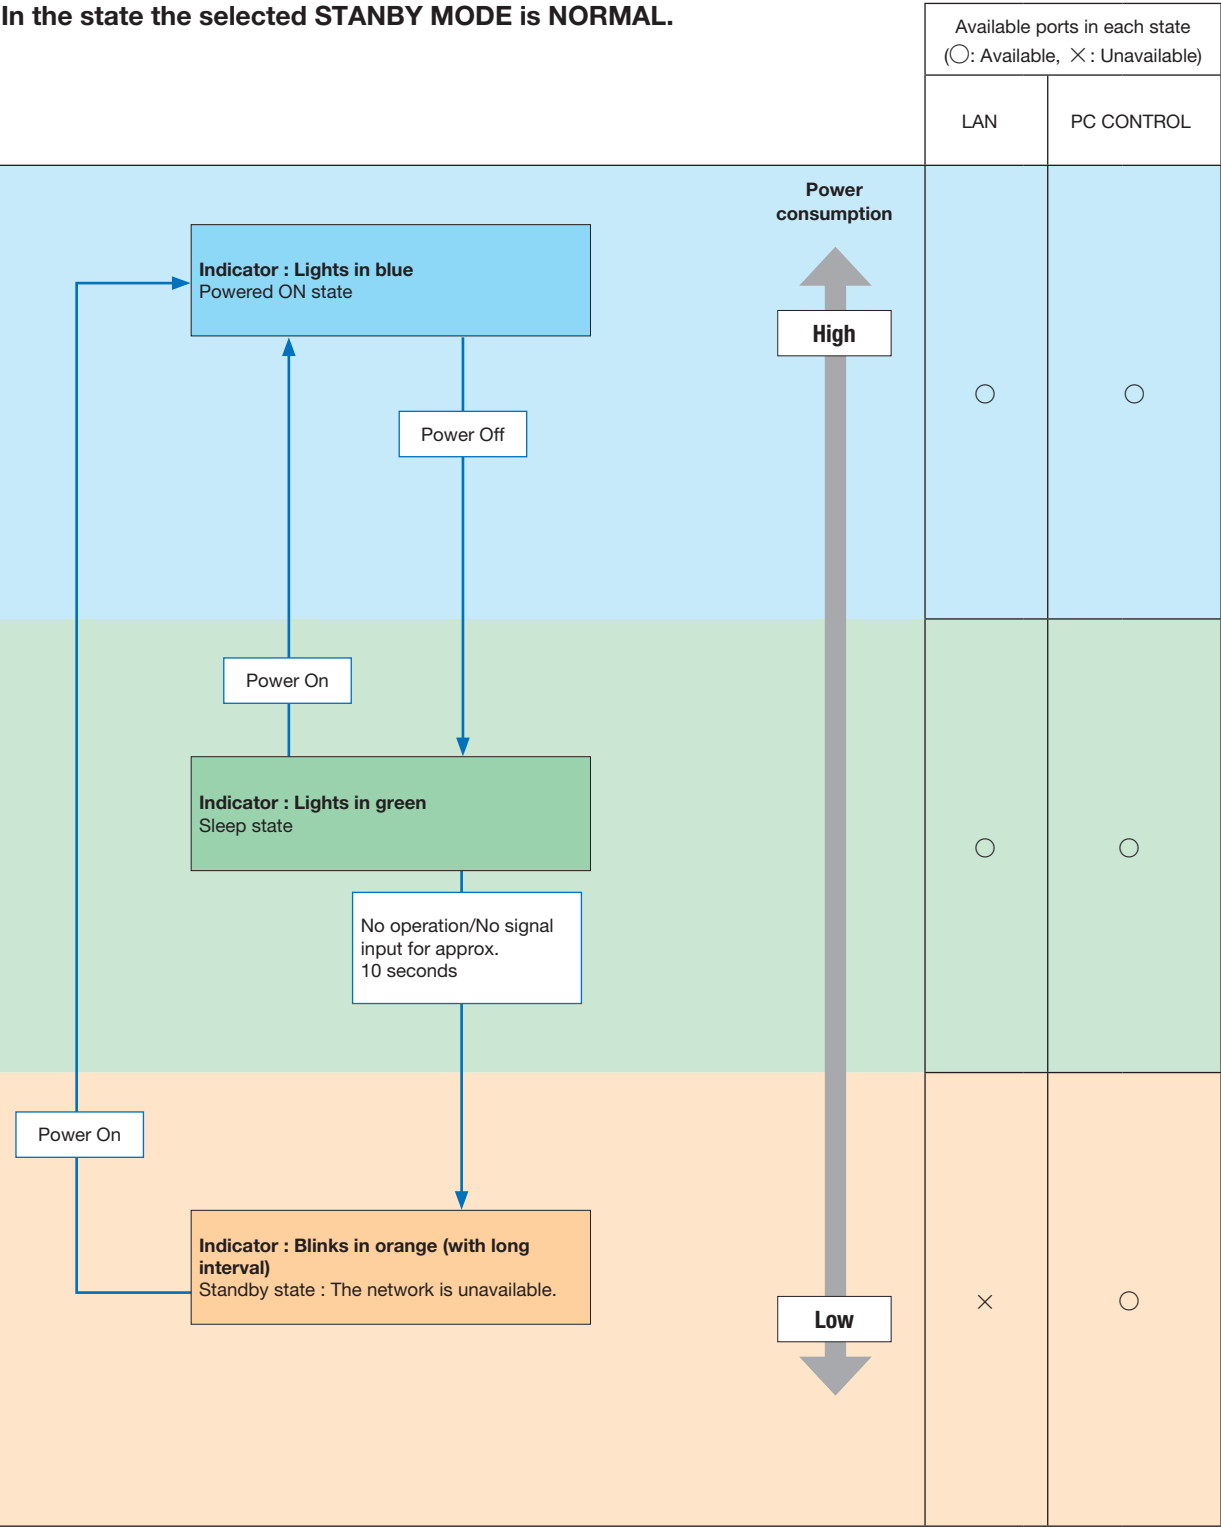 In the state the selected STANBY MODE is NORMAL.
Available ports in each state
(○: Available, ×: Unavailable)
LAN
PC CONTROL
Power
consumption
Indicator : Lights in blue
Powered ON state
High
○
○
Power Off
Power On
Indicator : Lights in green
Sleep state
○
○
No operation/No signal
input for approx.
10 seconds
Power On
Indicator : Blinks in orange (with long
interval)
Standby state : The network is unavailable.
Low
×
○